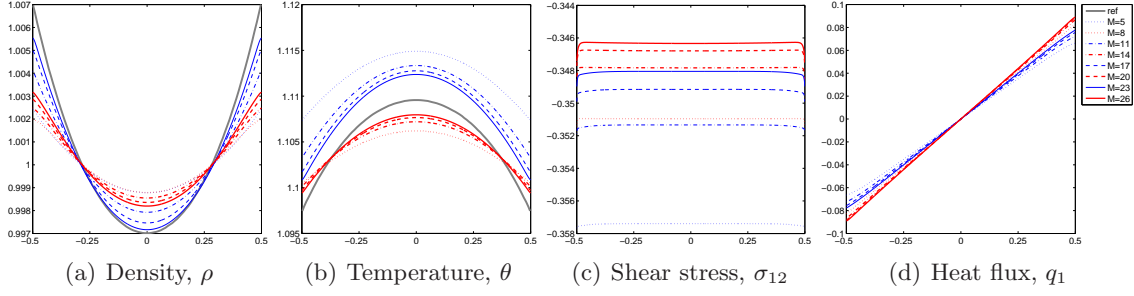 1.007
1.006
1.005
1.004
1.003
1.002
1.001
1
0.999
0.998
0.997
−0.5 −0.25 0 0.25 0.5
(a) Density, ρ
1.12
1.115
1.11
1.105
1.1
1.095
−0.5 −0.25 0 0.25 0.5
(b) Temperature, θ
−0.344
−0.346
−0.348
−0.35
−0.352
−0.354
−0.356
−0.358
−0.5 −0.25 0 0.25 0.5
(c) Shear stress, σ12
0.1
0.08
0.06
0.04
0.02
0
−0.02
−0.04
−0.06
−0.08
−0.1
−0.5 −0.25 0 0.25 0.5
(d) Heat flux, q1
ref
M=5
M=8
M=11
M=14
M=17
M=20
M=23
M=26